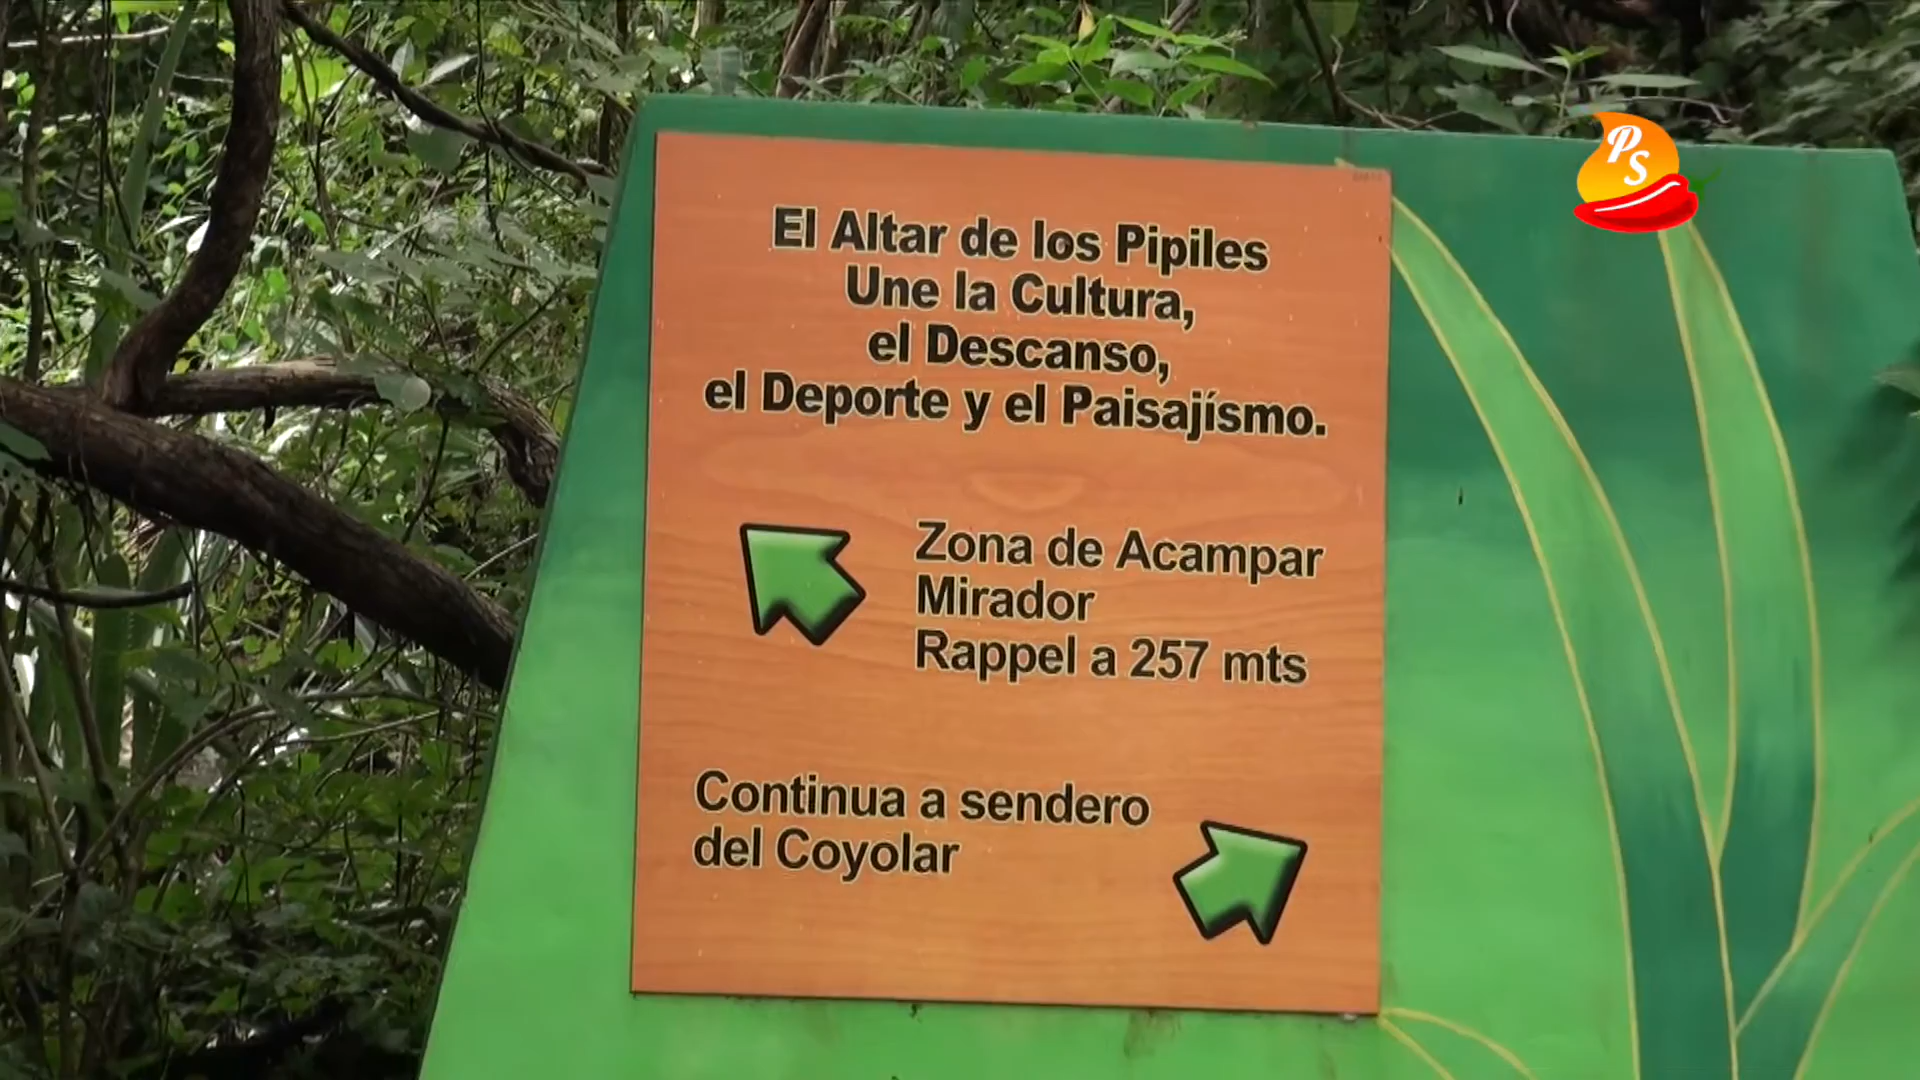 El Altar de los Pipiles
Une la Cultura,
el Descanso,
el Deporte y el Paisajísmo.
Zona de Acampar
Mirador
Rappel a 257 mts
Continua a sendero
del Coyolar
PS